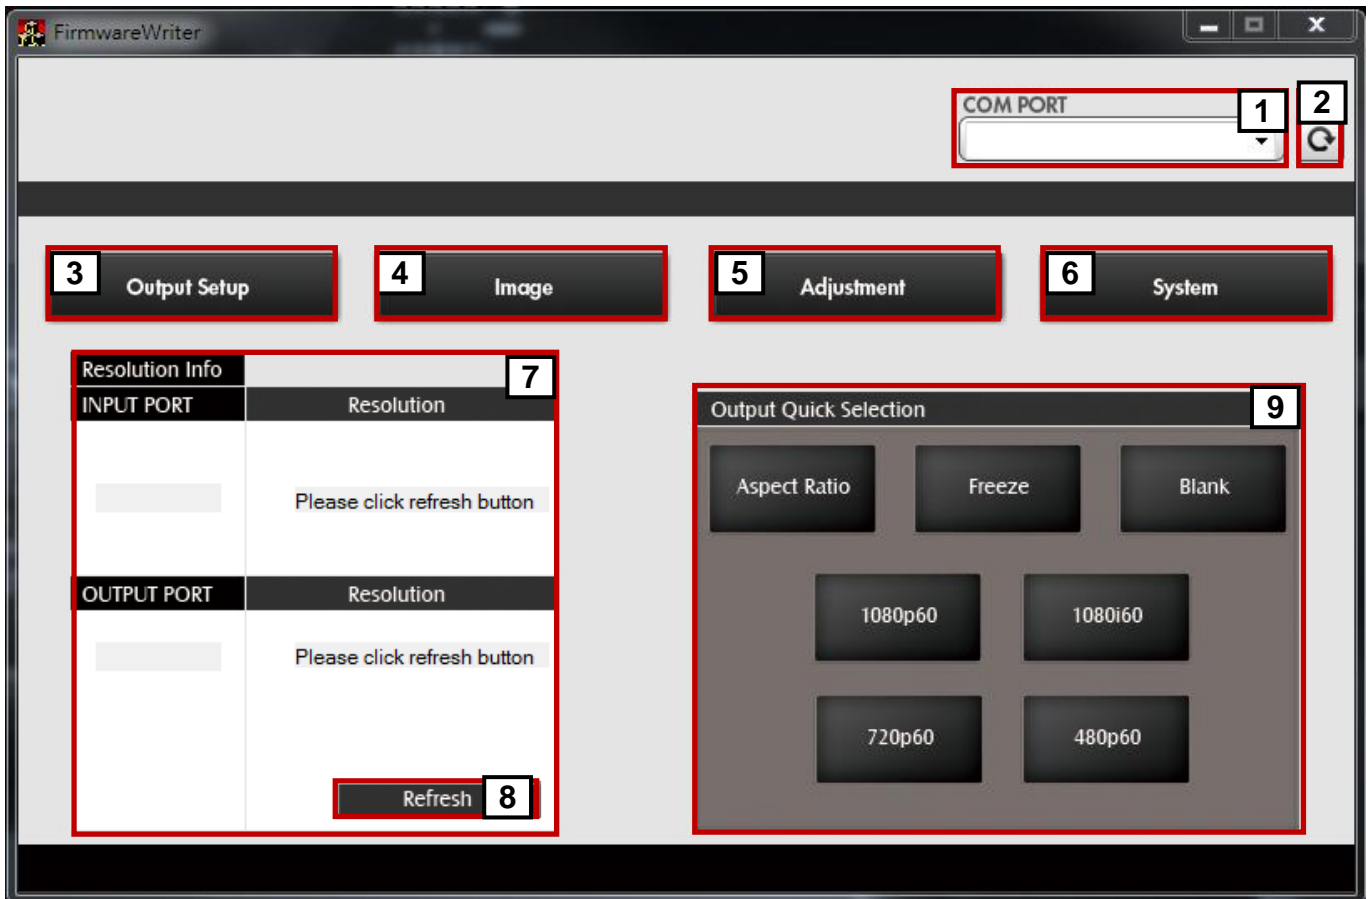 FirmwareWriter
COM PORT
1
2
3
Output Setup
4
Image
5
Adjustment
6
System
Resolution Info
7
INPUT PORT
Resolution
Please click refresh button
OUTPUT PORT
Resolution
Please click refresh button
Refresh
8
Output Quick Selection
9
Aspect Ratio
Freeze
Blank
1080p60
1080i60
720p60
480p60